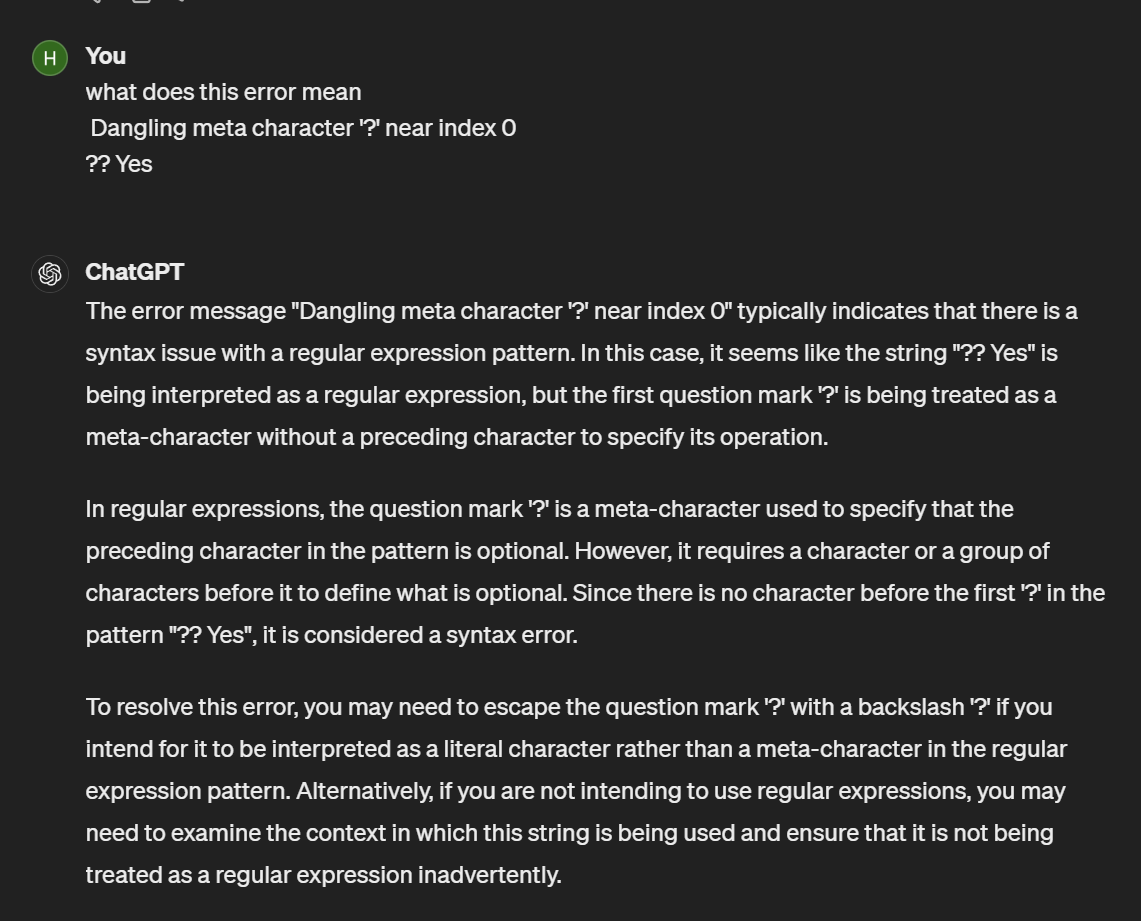 H
You
what does this error mean
Dangling meta character '?' near index 0
?? Yes
ChatGPT
The error message "Dangling meta character '?' near index 0" typically indicates that there is a
syntax issue with a regular expression pattern. In this case, it seems like the string "?? Yes" is
being interpreted as a regular expression, but the first question mark '?' is being treated as a
meta-character without a preceding character to specify its operation.
In regular expressions, the question mark '?' is a meta-character used to specify that the
preceding character in the pattern is optional. However, it requires a character or a group of
characters before it to define what is optional. Since there is no character before the first '?' in the
pattern "?? Yes", it is considered a syntax error.
To resolve this error, you may need to escape the question mark '?' with a backslash '?' if you
intend for it to be interpreted as a literal character rather than a meta-character in the regular
expression pattern. Alternatively, if you are not intending to use regular expressions, you may
need to examine the context in which this string is being used and ensure that it is not being
treated as a regular expression inadvertently.